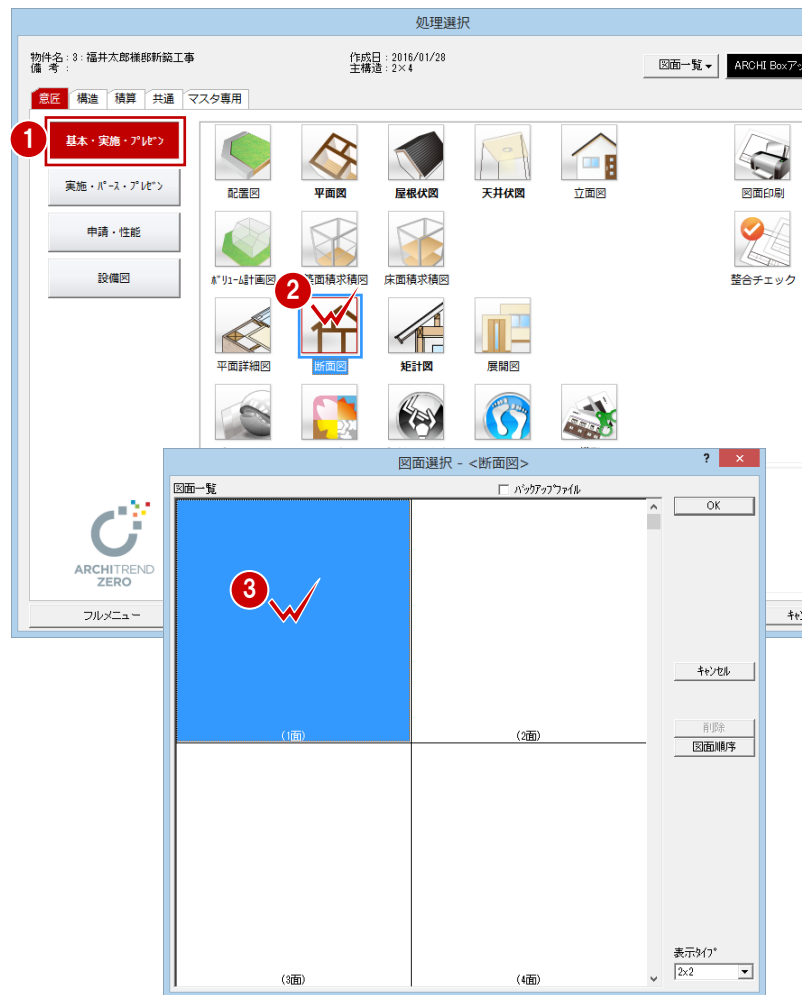 処理選択
物件名 : 3 : 福井太郎様邸新築工事
備 考 :
作成日 : 2016/01/28
主構造 : 2×4
図面一覧
ARCHI Boxアッ
意匠 構造 積算 共通 マスタ専用
1
基本・実施・ﾌﾟﾚｾﾞﾝ
実施・ﾊﾟｰｽ・ﾌﾟﾚｾﾞﾝ
申請・性能
設備図
配置図 平面図 屋根伏図 天井伏図 立面図 図面印刷
ﾎﾞﾘｭｰﾑ計画図 面積求積図 床面積求積図 整合チェック
2
平面詳細図 断面図 矩計図 展開図
ARCHITREND
ZERO
フルメニュー
ｷｬﾝ
図面選択 - <断面図>
? ×
図面一覧
ﾊﾞｯｸｱｯﾌﾟﾌｧｲﾙ
OK
3
キャンセル
(1面) (2面)
削除
図面順序
表示ﾀｲﾌﾟ
2×2
(3面) (4面)